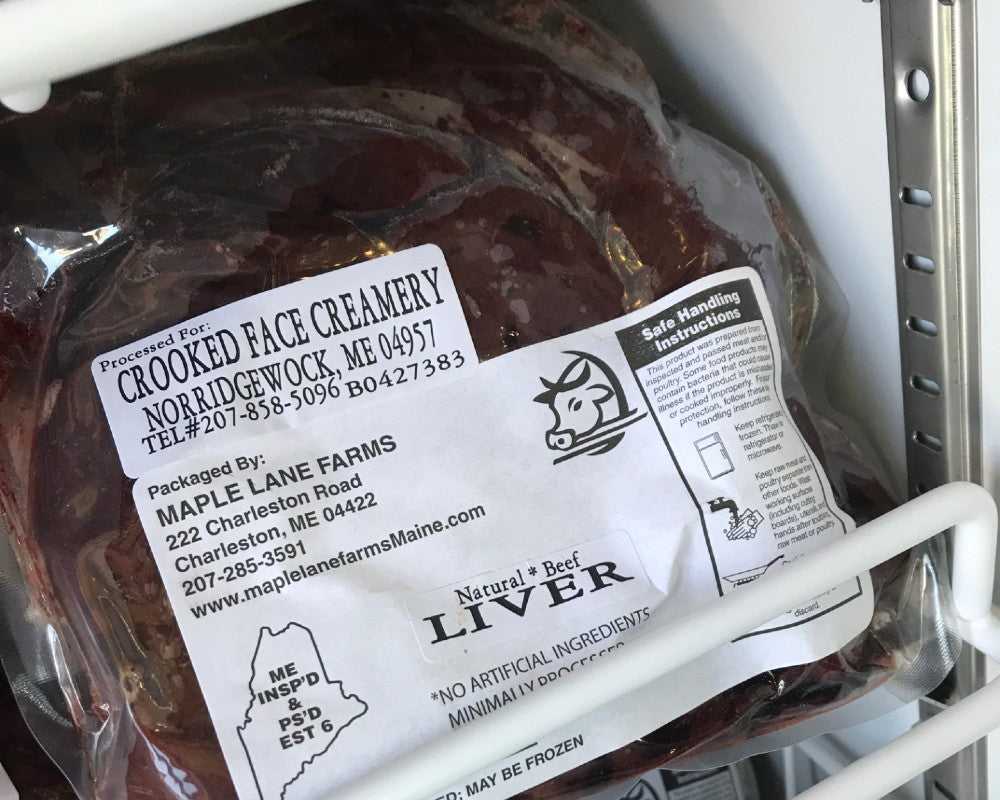 Processed For:
CROOKED FACE CREAMERY
NORRIDGEWOCK, ME 04957
TEL#207-858-5096 B0427383
Packaged By:
MAPLE LANE FARMS
222 Charleston Road
Charleston, ME 04422
207-285-3591
www.maplelanefarmsMaine.com
Natural * Beef
LIVER
*NO ARTIFICIAL INGREDIENTS
MINIMALLY PROCESSED
MAY BE FROZEN
ME
INSP'D
&
PS'D
EST 6
Safe Handling
Instructions
This product was prepared from
inspected and passed meat and/or
poultry. Some food products may
contain bacteria that could cause
illness if the product is mishandled
or cooked improperly. For your
protection, follow these
handling instructions.
Keep refrigerated
frozen. Thaw in
refrigerator or
microwave.
Keep raw meat and
poultry separate from
other foods. Wash
working surfaces
(including cutting
boards), utensils, and
hands after touching
raw meat or poultry.
discard.